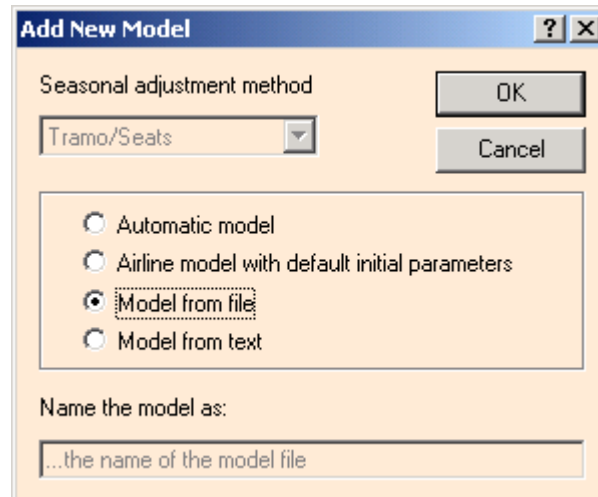 Add New Model
Seasonal adjustment method
OK
Tramo/Seats
Cancel
Automatic model
Airline model with default initial parameters
Model from file
Model from text
Name the model as:
...the name of the model file